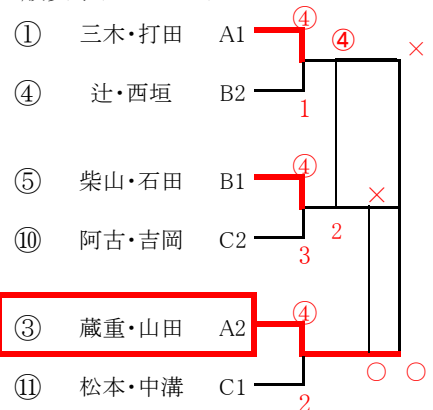 ① 三木・打田 A1 ④ ④ ×
④ 辻・西垣 B2 1
⑤ 柴山・石田 B1 ④ ×
⑩ 阿古・吉岡 C2 3 2
③ 蔵重・山田 A2 ④
○ ○
⑪ 松本・中溝 C1 2